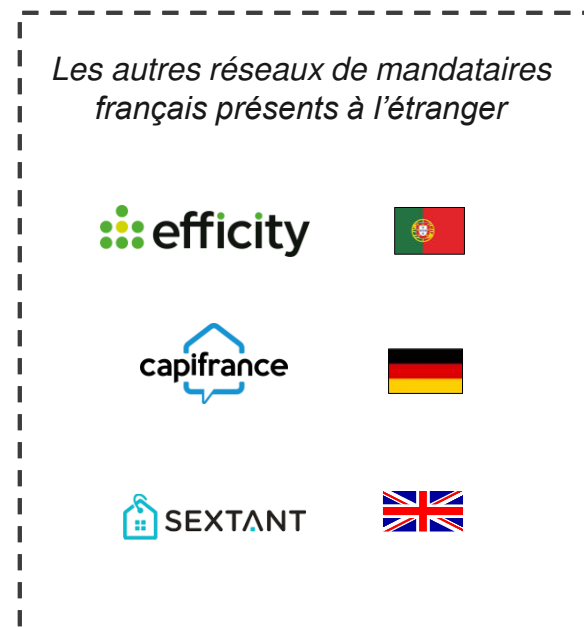 Les autres réseaux de mandataires
français présents à l’étranger
efficity
capifrance
SEXTANT